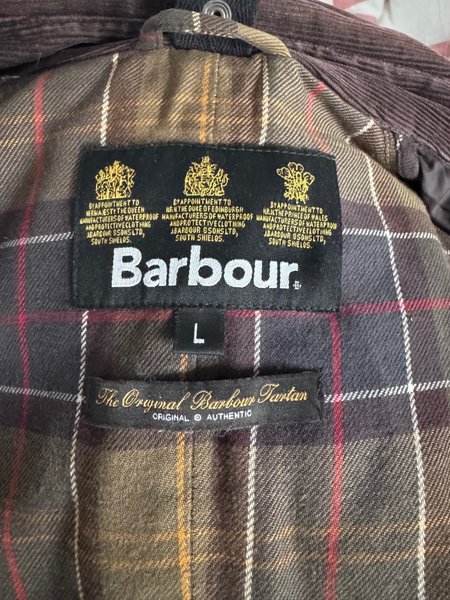 BY APPOINTMENT TO
HER MAJESTY THE QUEEN
MANUFACTURERS OF WATERPROOF
AND PROTECTIVE CLOTHING
J.BARBOUR & SONS LTD,
SOUTH SHIELDS.
BY APPOINTMENT TO
H.R.H. THE DUKE OF EDINBURGH
MANUFACTURERS OF WATERPROOF
AND PROTECTIVE CLOTHING
J.BARBOUR & SONS LTD,
SOUTH SHIELDS.
BY APPOINTMENT TO
H.R.H. THE PRINCE OF WALES
MANUFACTURERS OF WATERPROOF
AND PROTECTIVE CLOTHING
J.BARBOUR & SONS LTD,
SOUTH SHIELDS.
Barbour
L
The Original Barbour Tartan
ORIGINAL © AUTHENTIC